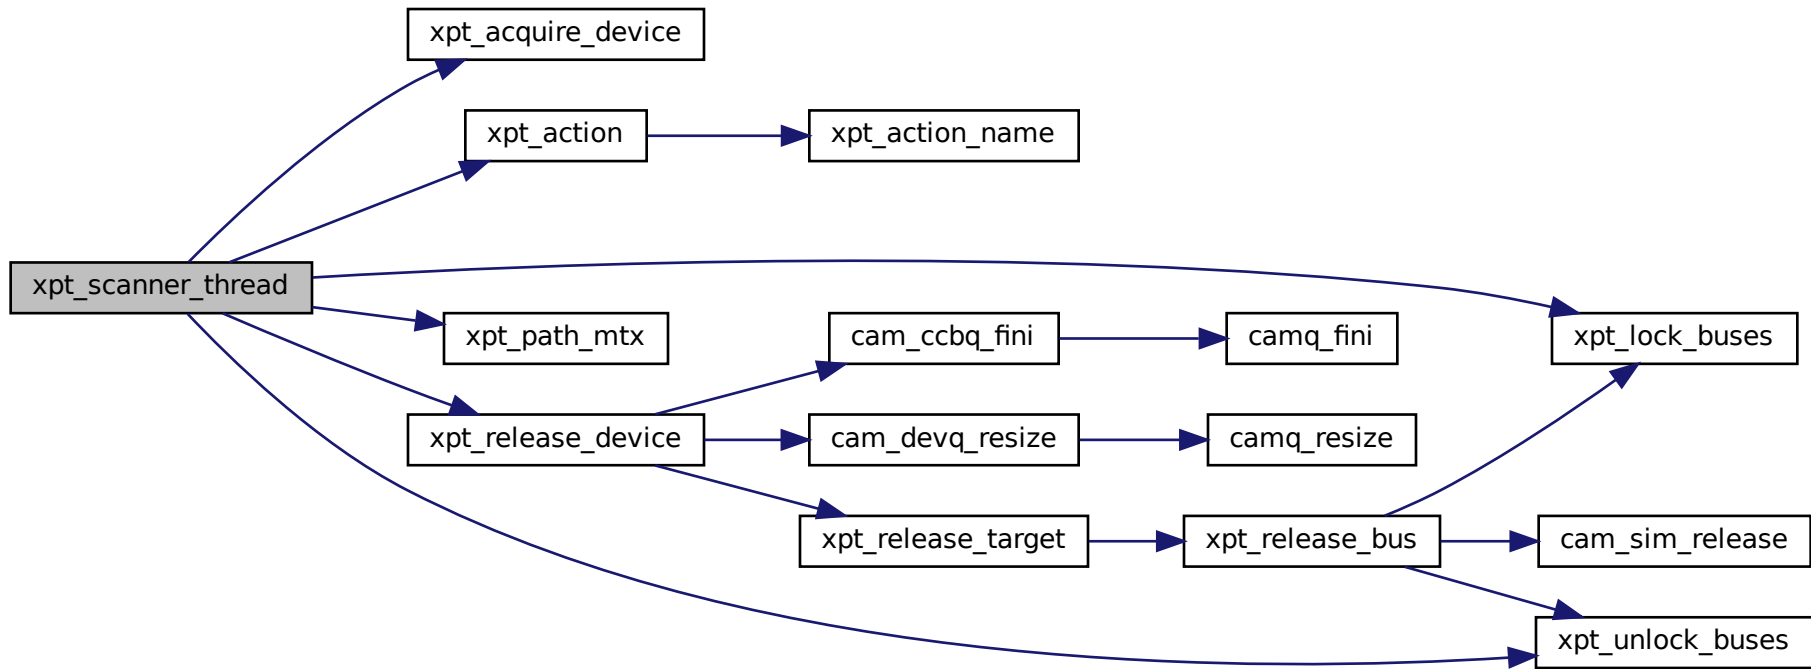 xpt_acquire_device
xpt_action
xpt_action_name
xpt_scanner_thread
xpt_path_mtx
cam_ccbq_fini
camq_fini
xpt_lock_buses
xpt_release_device
cam_devq_resize
camq_resize
xpt_release_target
xpt_release_bus
cam_sim_release
xpt_unlock_buses